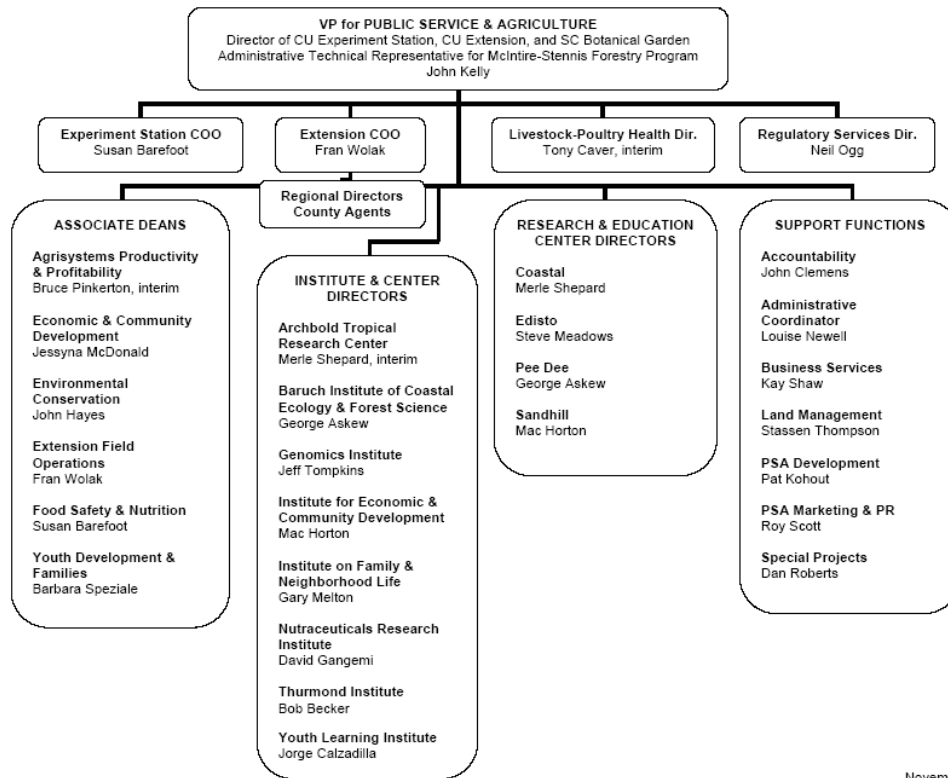 VP for PUBLIC SERVICE & AGRICULTURE
Director of CU Experiment Station, CU Extension, and SC Botanical Garden
Administrative Technical Representative for McIntire-Stennis Forestry Program
John Kelly
Experiment Station COO
Susan Barefoot
Extension COO
Fran Wolak
Livestock-Poultry Health Dir.
Tony Caver, interim
Regulatory Services Dir.
Neil Ogg
Regional Directors
County Agents
ASSOCIATE DEANS
Agrisystems Productivity
& Profitability
Bruce Pinkerton, interim
Economic & Community
Development
Jessyna McDonald
Environmental
Conservation
John Hayes
Extension Field
Operations
Fran Wolak
Food Safety & Nutrition
Susan Barefoot
Youth Development &
Families
Barbara Speziale
INSTITUTE & CENTER
DIRECTORS
Archbold Tropical
Research Center
Merle Shepard, interim
Baruch Institute of Coastal
Ecology & Forest Science
George Askew
Genomics Institute
Jeff Tompkins
Institute for Economic &
Community Development
Mac Horton
Institute on Family &
Neighborhood Life
Gary Melton
Nutraceuticals Research
Institute
David Gangemi
Thurmond Institute
Bob Becker
Youth Learning Institute
Jorge Calzadilla
RESEARCH & EDUCATION
CENTER DIRECTORS
Coastal
Merle Shepard
Edisto
Steve Meadows
Pee Dee
George Askew
Sandhill
Mac Horton
SUPPORT FUNCTIONS
Accountability
John Clemens
Administrative
Coordinator
Louise Newell
Business Services
Kay Shaw
Land Management
Stassen Thompson
PSA Development
Pat Kohout
PSA Marketing & PR
Roy Scott
Special Projects
Dan Roberts